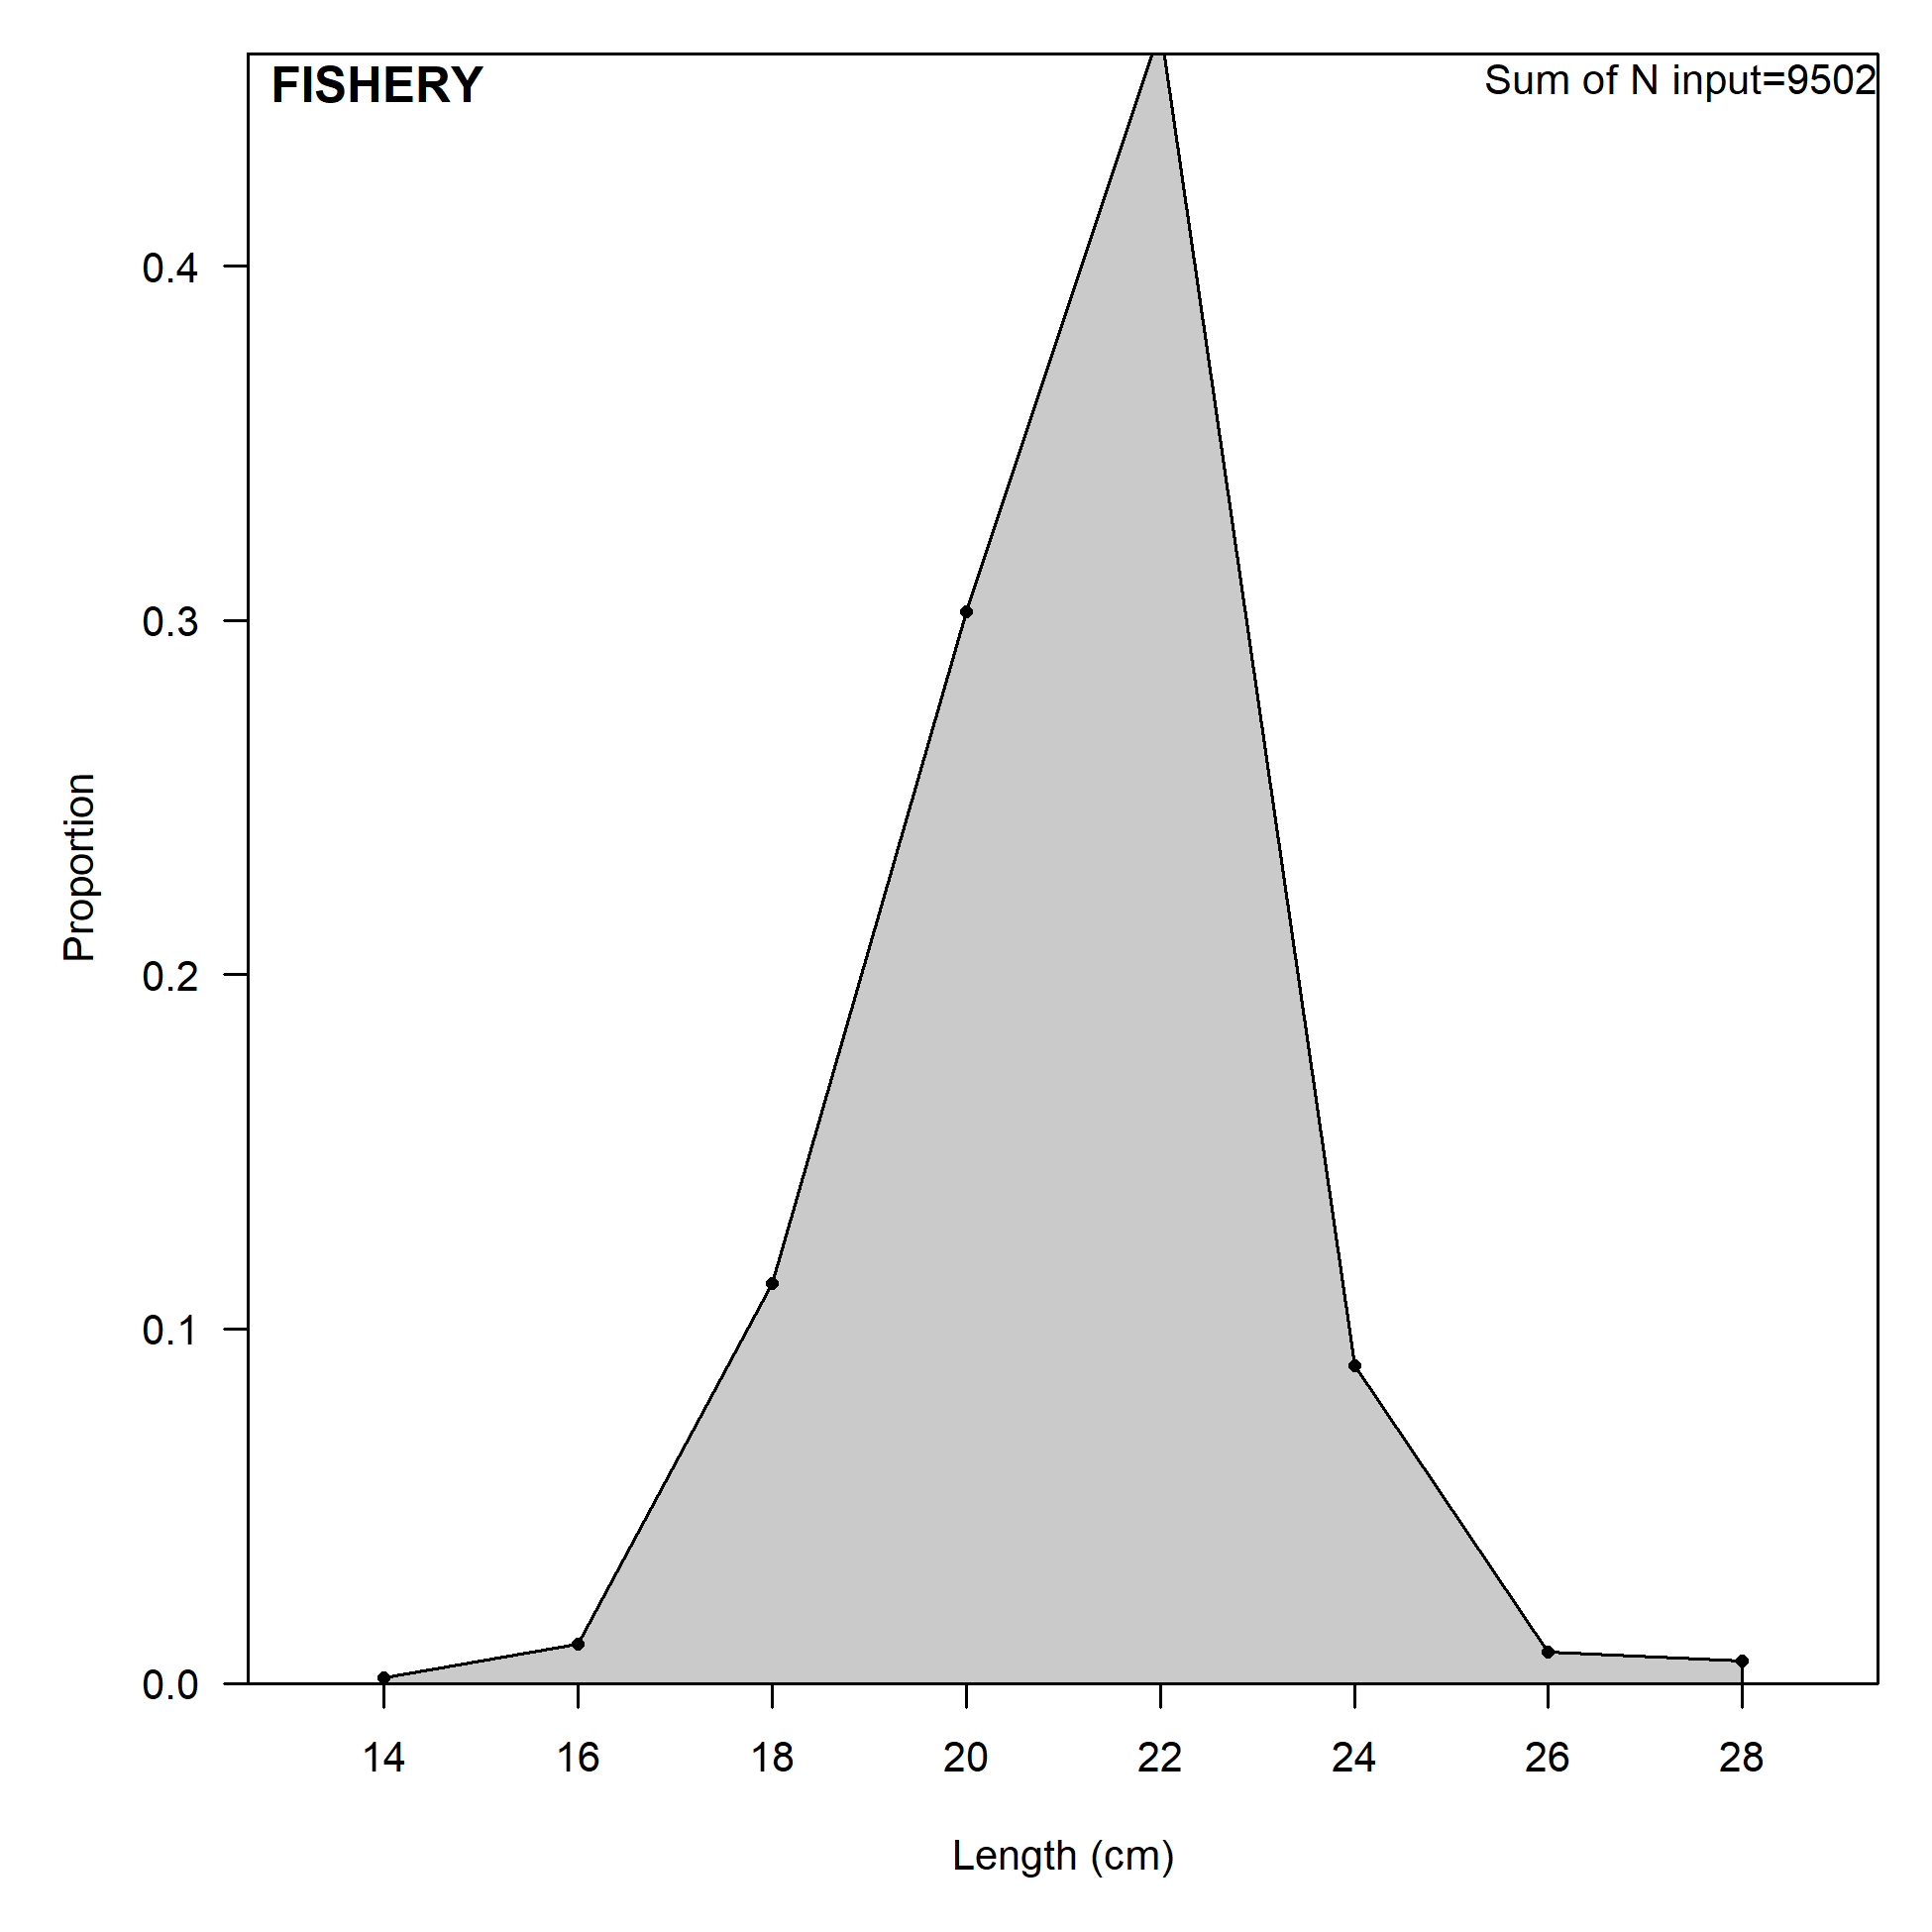 FISHERY
Sum of N input=9502
0.4
0.3
0.2
0.1
0.0
Proportion
14 16 18 20 22 24 26 28
Length (cm)